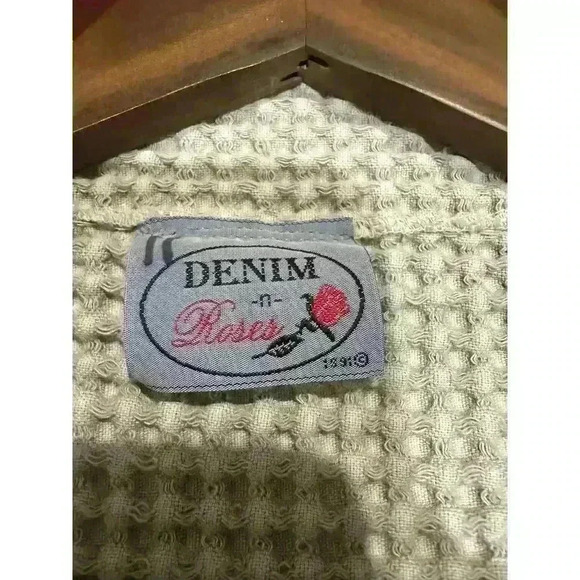 DENIM
-n-
Roses
1991©